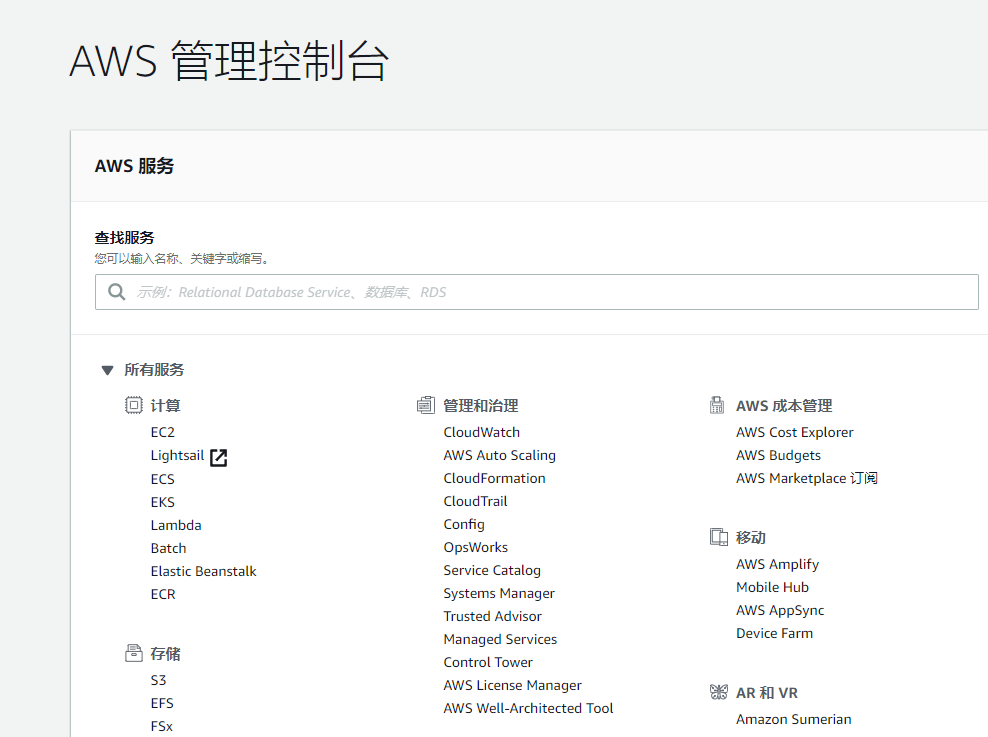 AWS 管理控制台
AWS 服务
查找服务
您可以输入名称、关键字或缩写。
示例：Relational Database Service、数据库、RDS
所有服务
计算
EC2
Lightsail
ECS
EKS
Lambda
Batch
Elastic Beanstalk
ECR
存储
S3
EFS
FSx
管理和治理
CloudWatch
AWS Auto Scaling
CloudFormation
CloudTrail
Config
OpsWorks
Service Catalog
Systems Manager
Trusted Advisor
Managed Services
Control Tower
AWS License Manager
AWS Well-Architected Tool
AWS 成本管理
AWS Cost Explorer
AWS Budgets
AWS Marketplace 订阅
移动
AWS Amplify
Mobile Hub
AWS AppSync
Device Farm
AR 和 VR
Amazon Sumerian